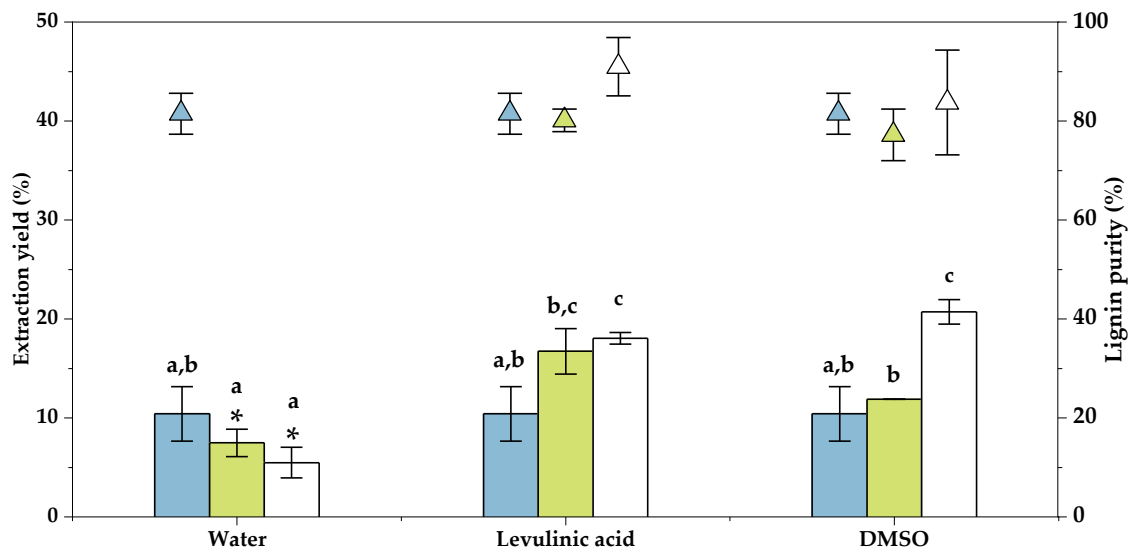 50
40
30
20
10
0
Extraction yield (%)
a,b
a
*
a
*
a,b
b,c
c
a,b
b
c
100
80
60
40
20
0
Lignin purity (%)
Water
Levulinic acid
DMSO